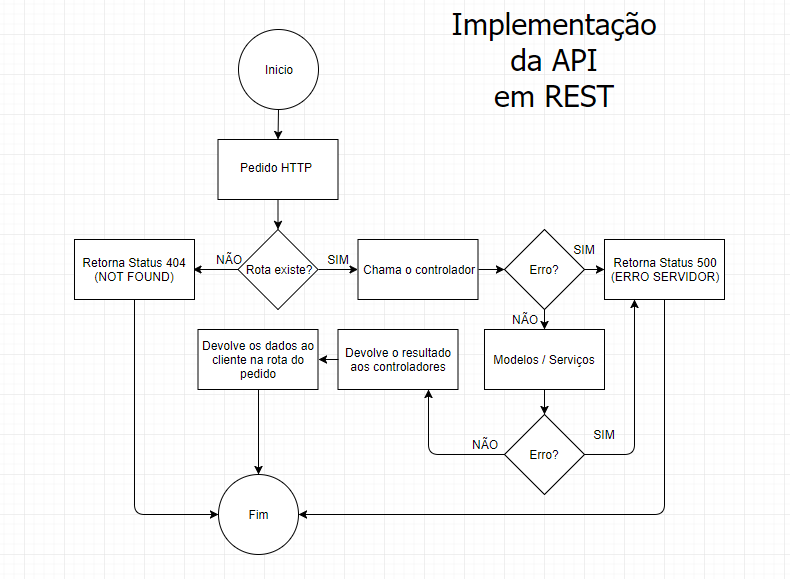 Implementação
da API
em REST
Inicio
Pedido HTTP
Retorna Status 404
(NOT FOUND)
NÃO
Rota existe?
SIM
Chama o controlador
Erro?
SIM
Retorna Status 500
(ERRO SERVIDOR)
NÃO
Devolve os dados ao
cliente na rota do
pedido
Devolve o resultado
aos controladores
Modelos / Serviços
NÃO
Erro?
SIM
Fim